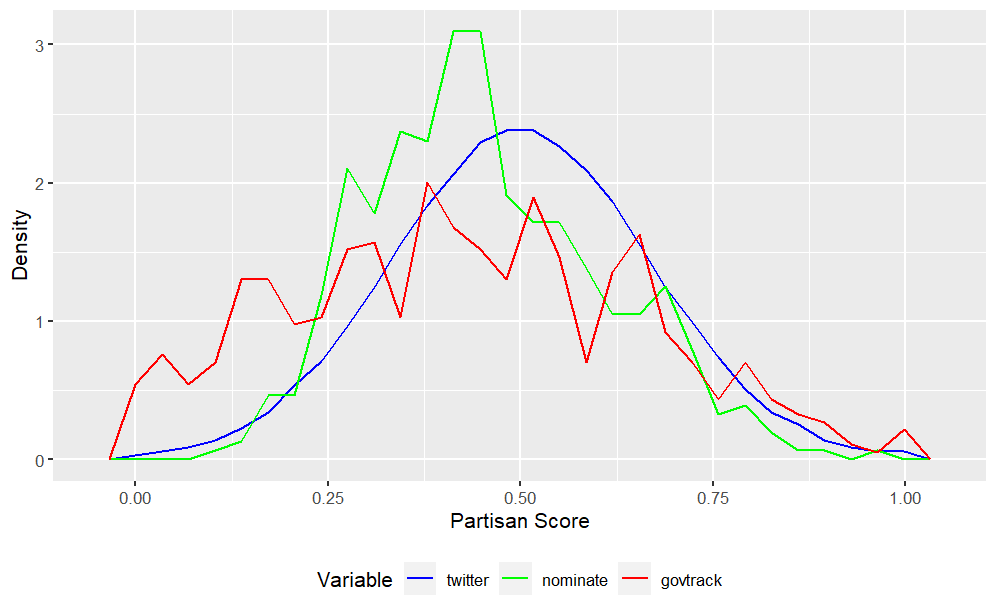 3
2
1
0
Density
0.00 0.25 0.50 0.75 1.00
Partisan Score
Variable twitter nominate govtrack